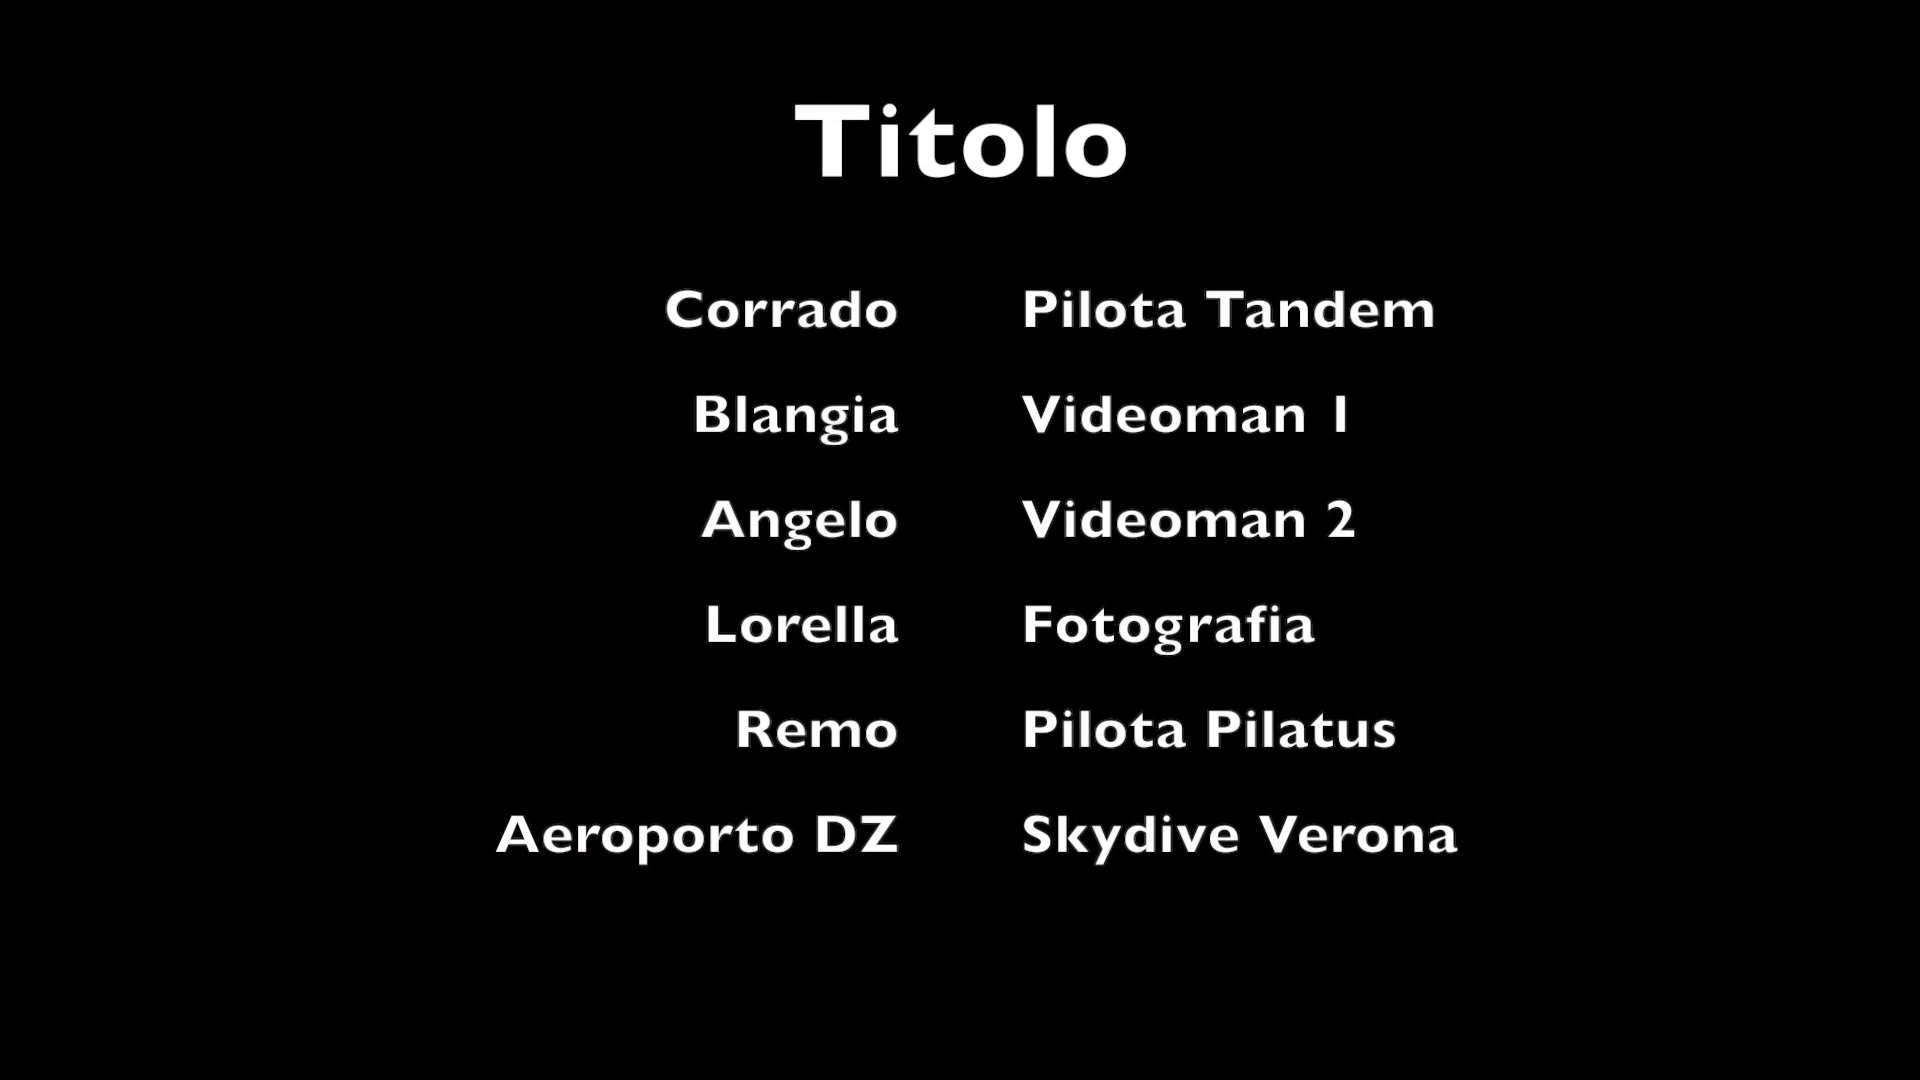 Titolo
Corrado Pilota Tandem
Blangia Videoman 1
Angelo Videoman 2
Lorella Fotografia
Remo Pilota Pilatus
Aeroporto DZ Skydive Verona